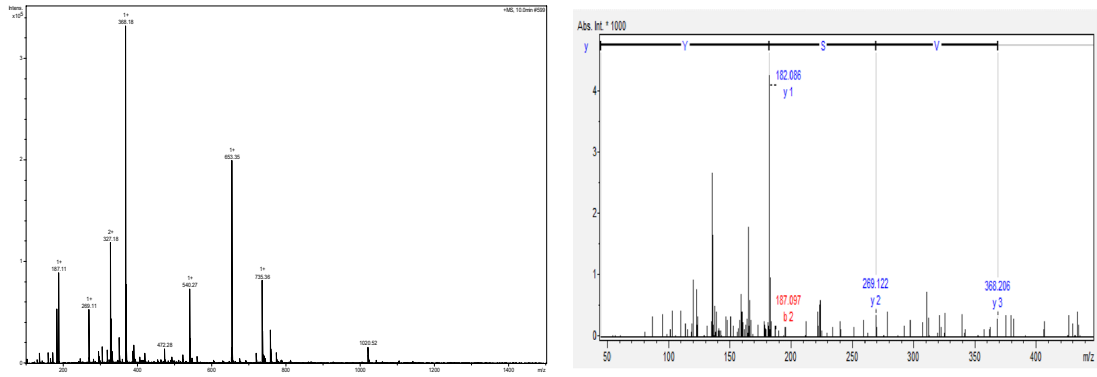 Intens.
x10⁵
+MS, 10.0min #599
1+
368.18
3
1+
653.35
2
2+
327.18
1+
187.11
1
1+
269.11
1+
540.27
1+
735.36
472.28
1+
1020.52
0
200 400 600 800 1000 1200 1400 m/z
Abs. Int. * 1000
y Y S V
182.086
y 1
4
3
2
1
187.097
b 2
269.122
y 2
368.206
y 3
0
50 100 150 200 250 300 350 400 m/z